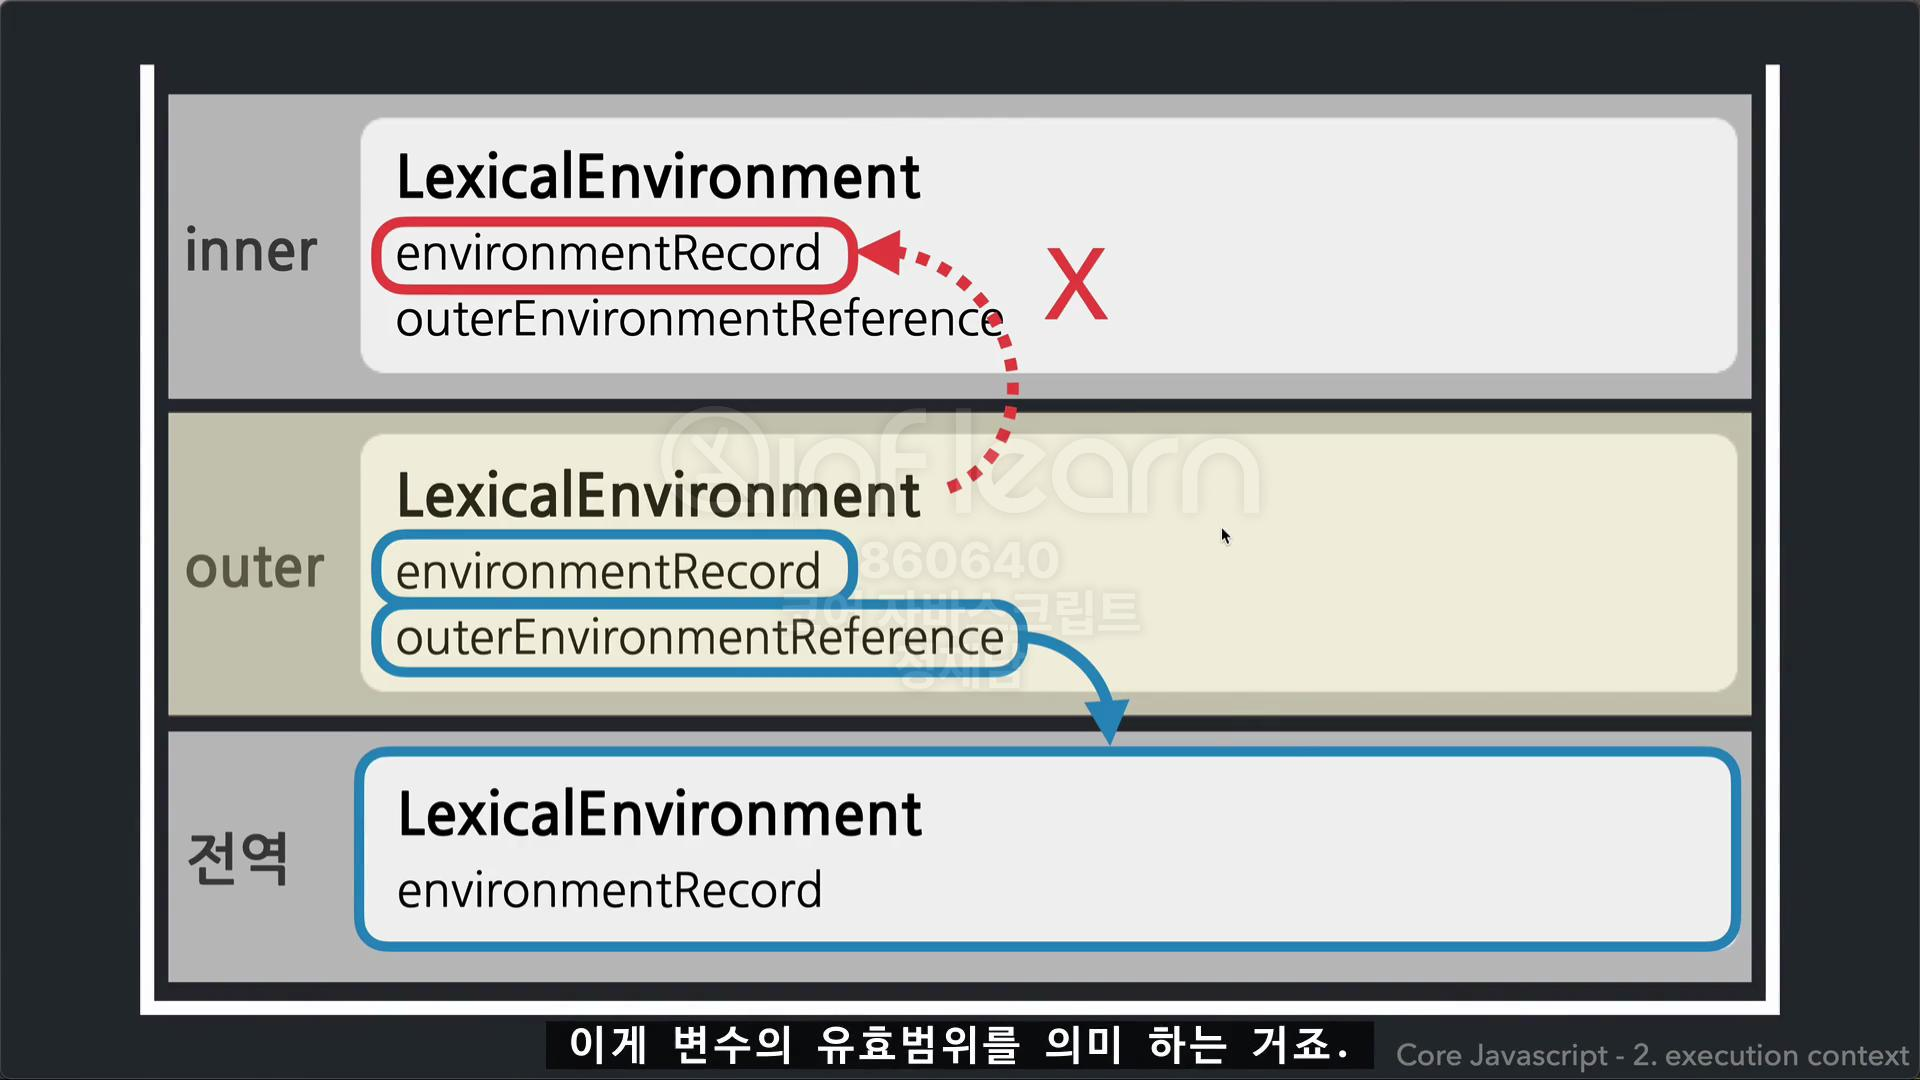 inner
LexicalEnvironment
environmentRecord
outerEnvironmentReference
X
inflearn
outer
LexicalEnvironment
environmentRecord
outerEnvironmentReference
860640
코어 자바스크립트
정재남
전역
LexicalEnvironment
environmentRecord
이게 변수의 유효범위를 의미 하는 거죠.
Core Javascript - 2. execution context